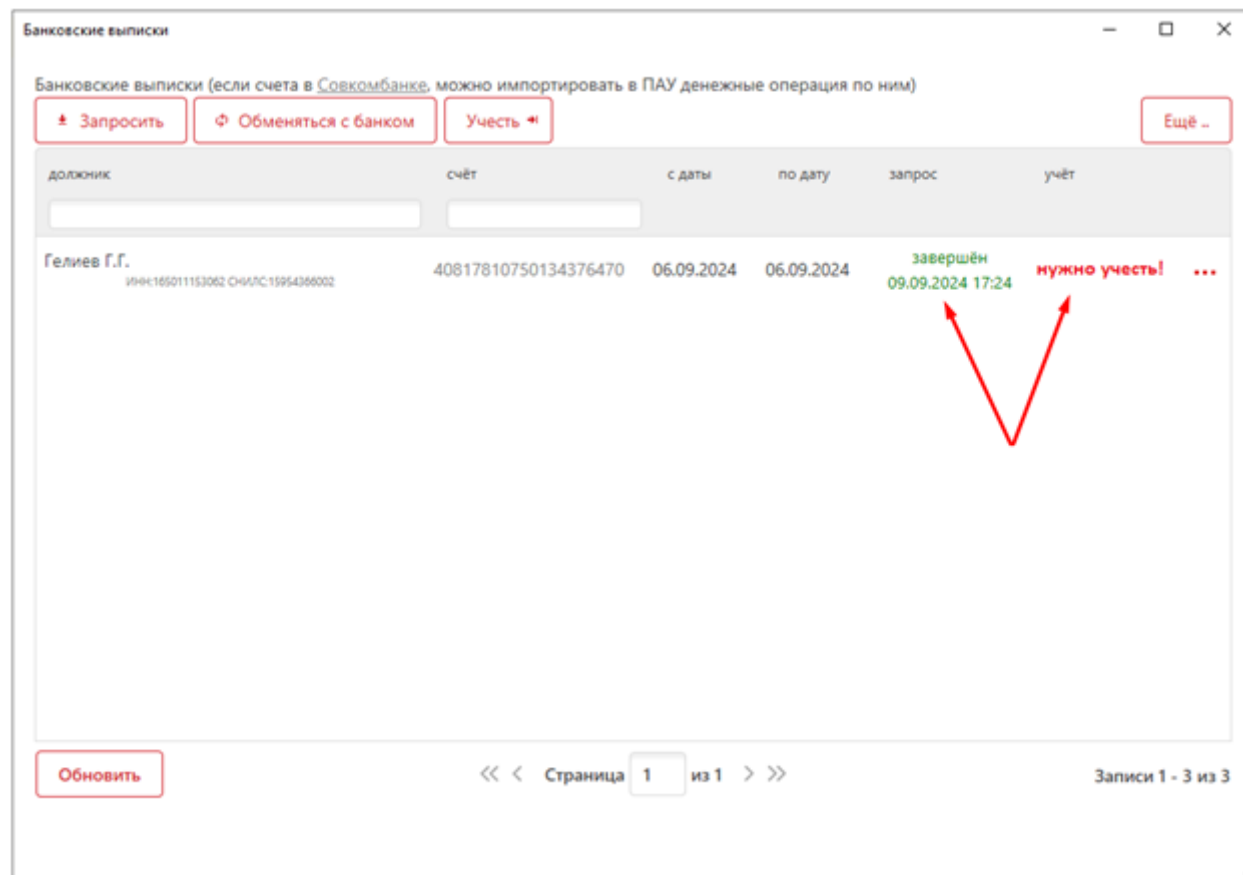 Банковские выписки
Банковские выписки (если счета в Совкомбанке, можно импортировать в ПАУ денежные операция по ним)
Запросить Обменяться с банком Учесть Ещё ..
должник счёт с даты по дату запрос учёт
Гелиев Г.Г. 40817810750134376470 06.09.2024 06.09.2024 завершён нужно учесть! ...
ИНН:165011153062 СНИЛС:15954366002 09.09.2024 17:24
Обновить << < Страница 1 из 1 > >> Записи 1 - 3 из 3